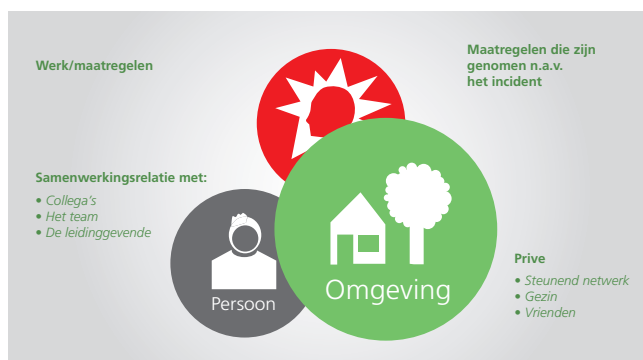 Werk/maatregelen
Maatregelen die zijn
genomen n.a.v.
het incident
Samenwerkingsrelatie met:
• Collega's
• Het team
• De leidinggevende
Persoon
Omgeving
Prive
• Steunend netwerk
• Gezin
• Vrienden